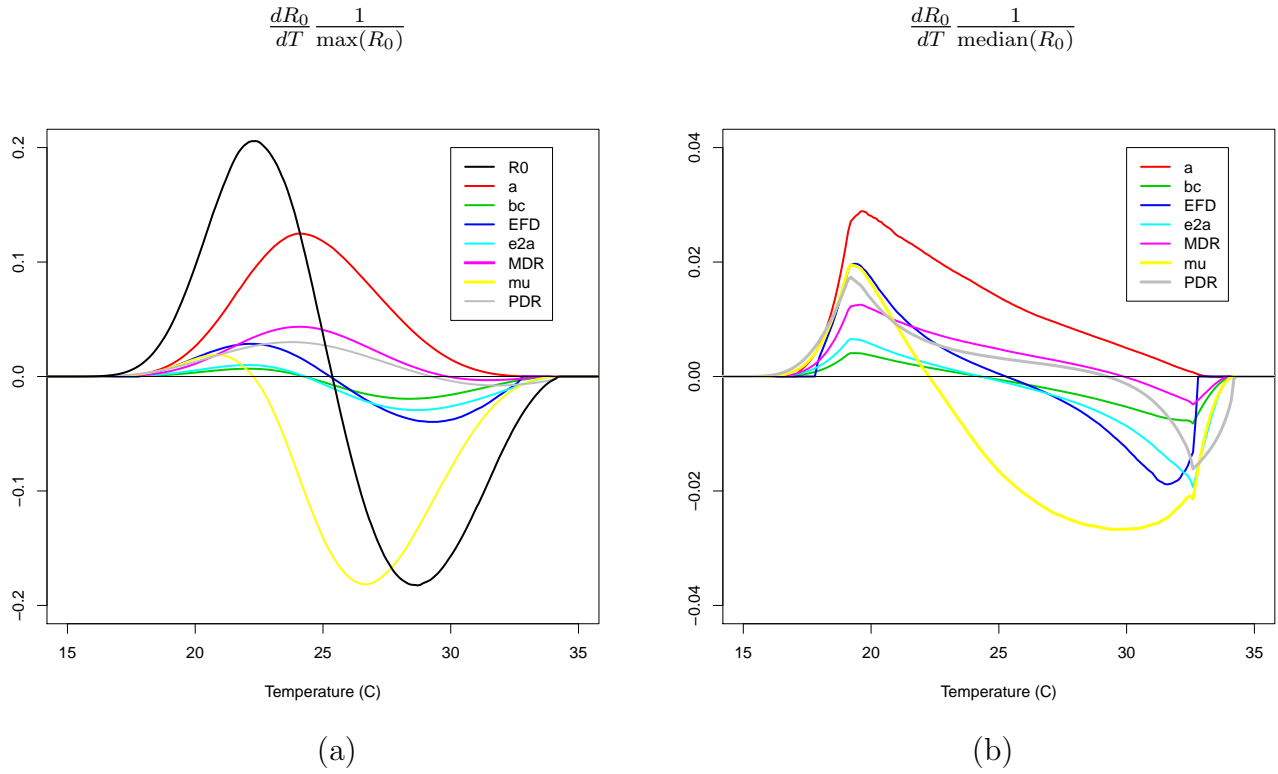 dR₀/dT 1/max(R₀)
0.2
0.1
0.0
−0.1
−0.2
R0
a
bc
EFD
e2a
MDR
mu
PDR
15 20 25 30 35
Temperature (C)
(a)
dR₀/dT 1/median(R₀)
0.04
0.02
0.00
−0.02
−0.04
a
bc
EFD
e2a
MDR
mu
PDR
15 20 25 30 35
Temperature (C)
(b)